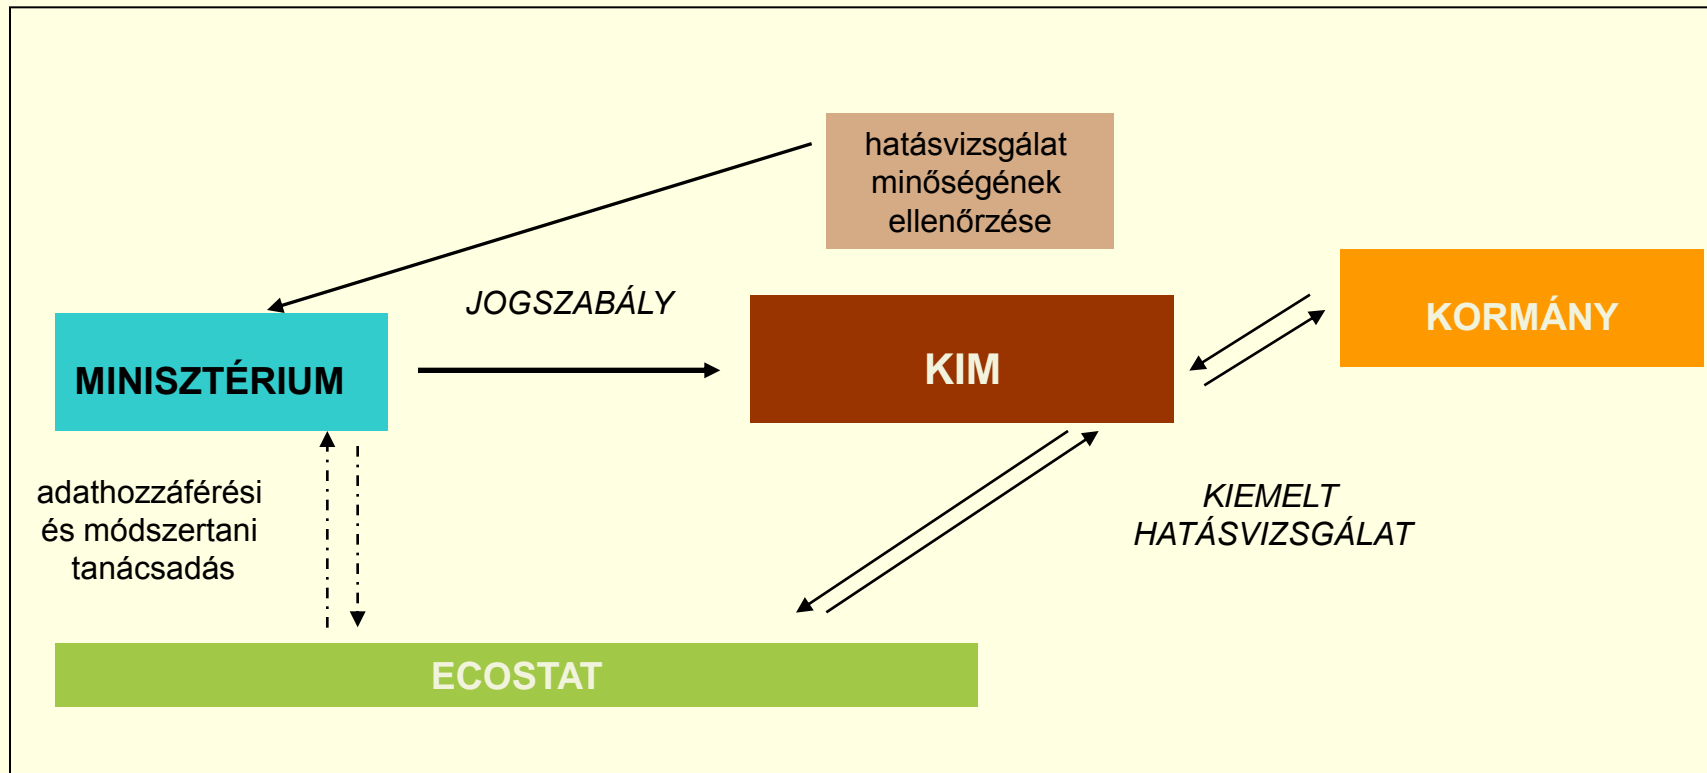 hatásvizsgálat
minőségének
ellenőrzése
JOGSZABÁLY
KORMÁNY
MINISZTÉRIUM
KIM
adathozzáférési
és módszertani
tanácsadás
KIEMELT
HATÁSVIZSGÁLAT
ECOSTAT